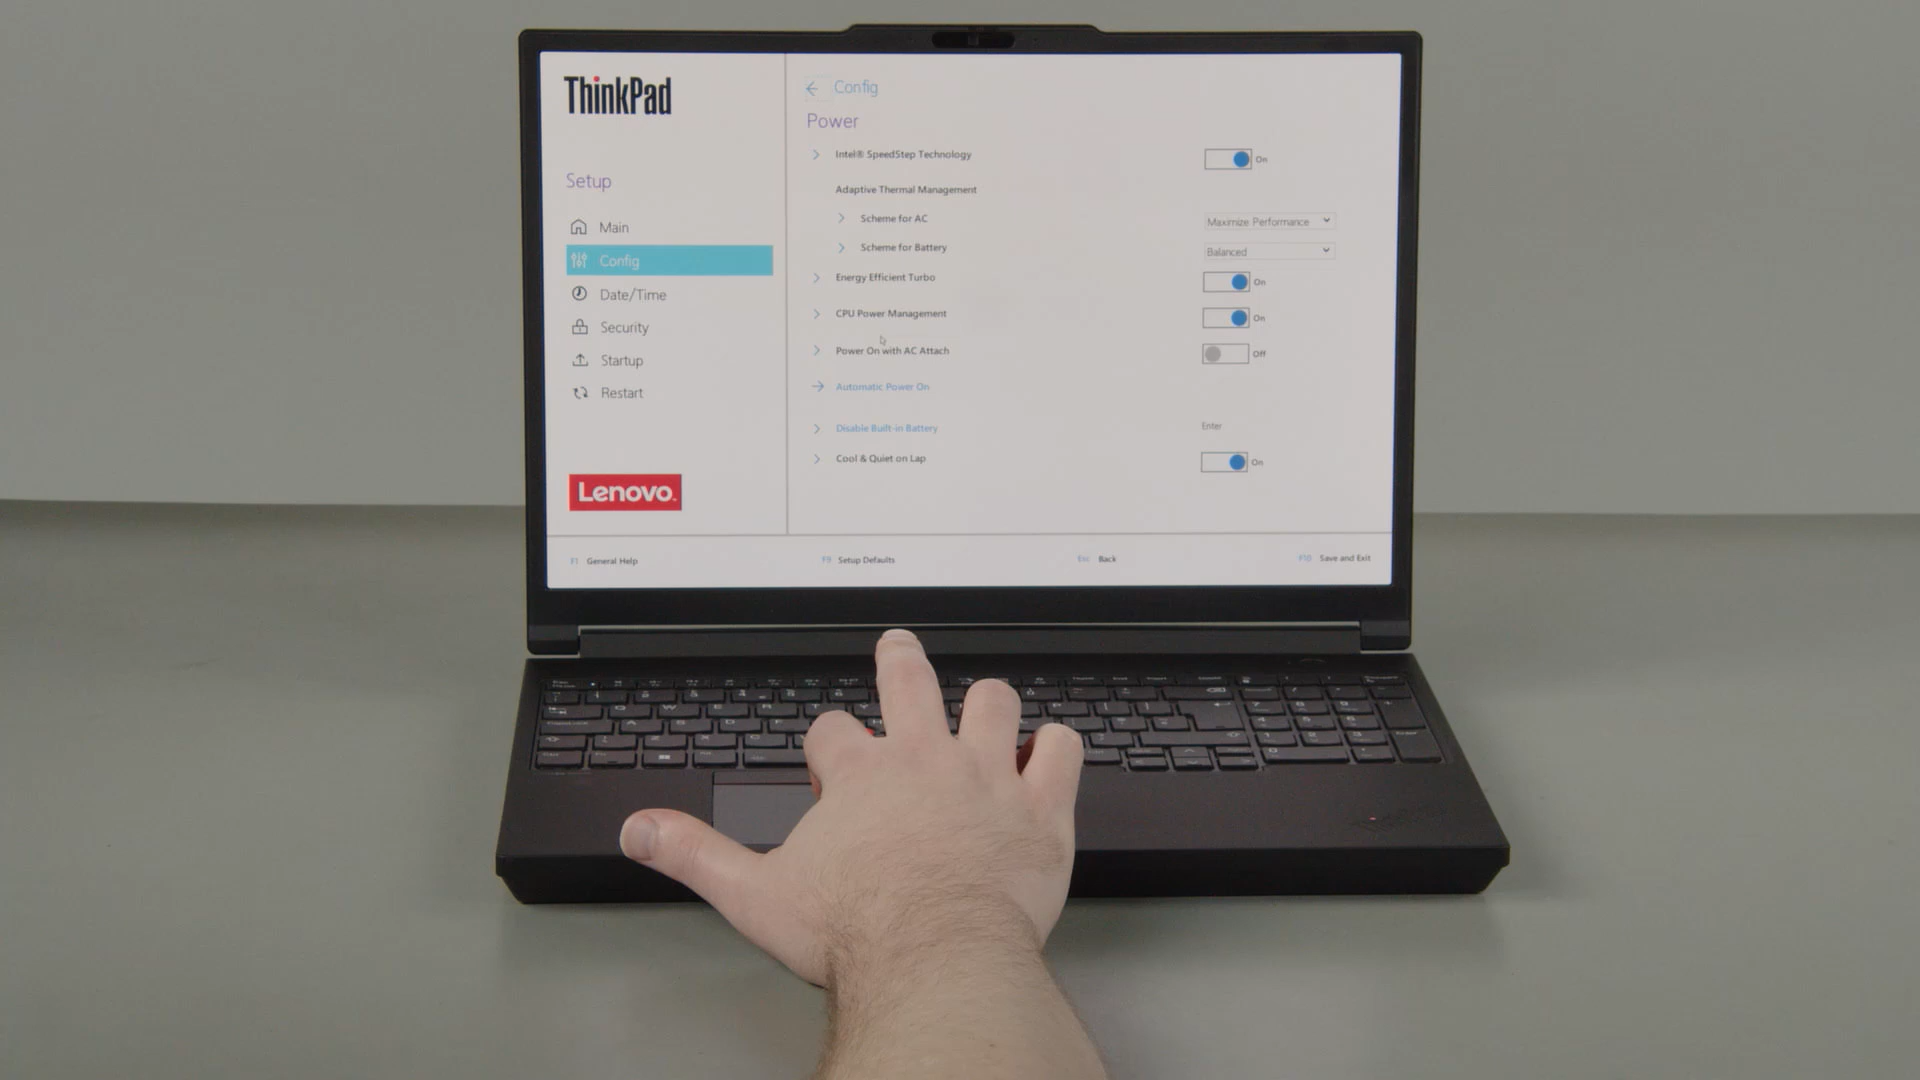 ThinkPad
Setup
Main
Config
Date/Time
Security
Startup
Restart
Lenovo
Config
Power
Intel® SpeedStep Technology
On
Adaptive Thermal Management
Scheme for AC
Maximize Performance
Scheme for Battery
Balanced
Energy Efficient Turbo
On
CPU Power Management
On
Power On with AC Attach
Off
Automatic Power On
Disable Built-in Battery
Enter
Cool & Quiet on Lap
On
F1 General Help
F9 Setup Defaults
Esc Back
F10 Save and Exit